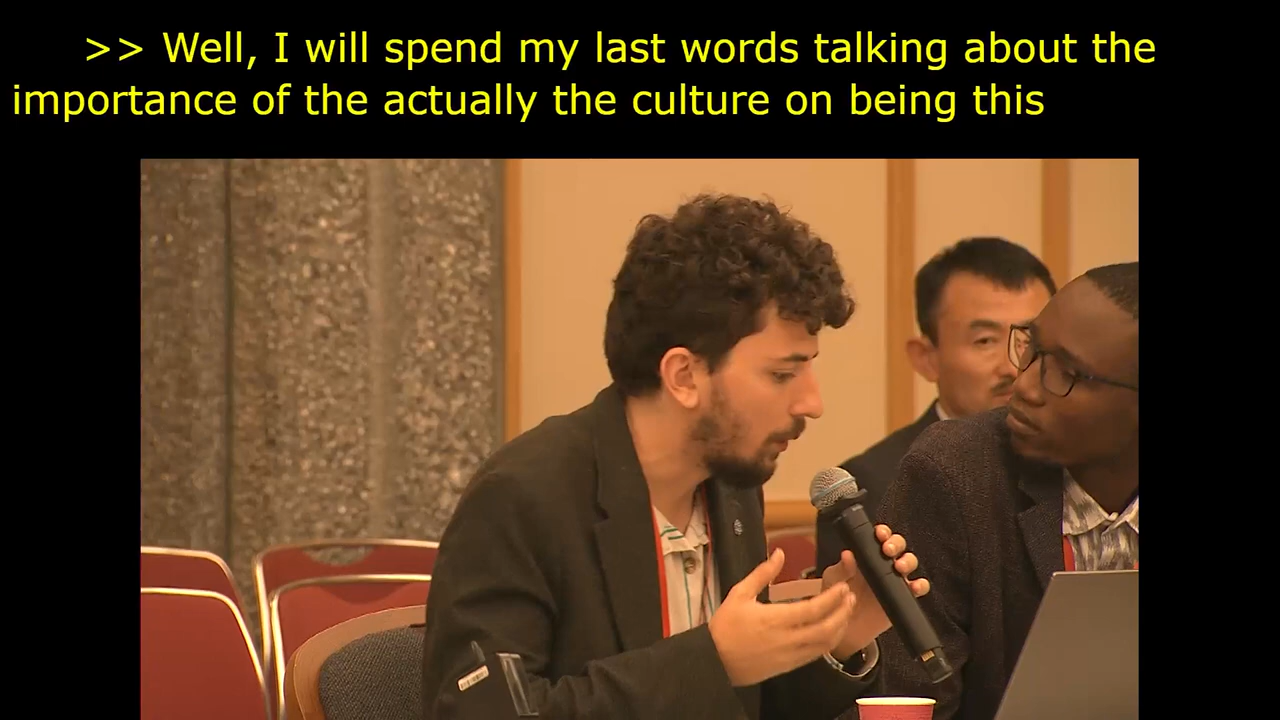 >> Well, I will spend my last words talking about the
importance of the actually the culture on being this